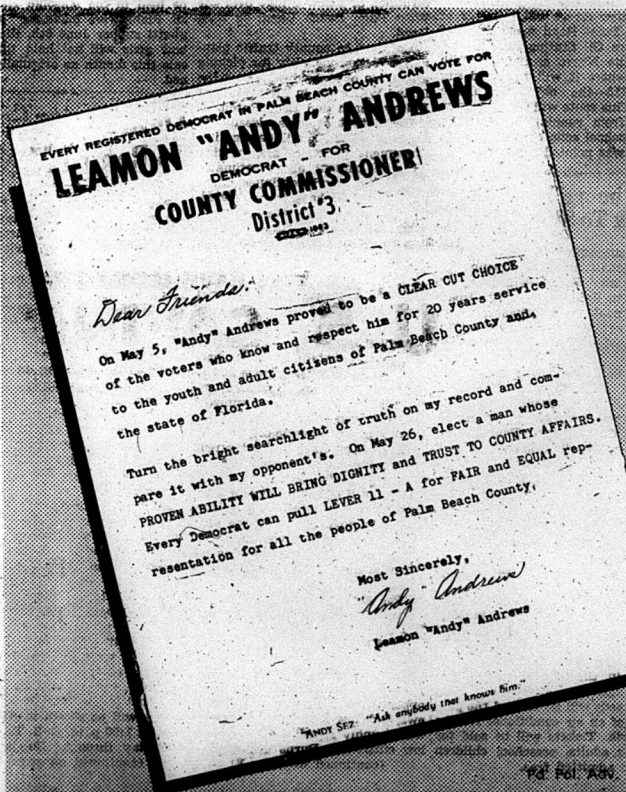 EVERY REGISTERED DEMOCRAT IN PALM BEACH COUNTY CAN VOTE FOR
LEAMON "ANDY" ANDREWS
DEMOCRAT - FOR
COUNTY COMMISSIONER
District #3
Dear Friends:
On May 5, "Andy" Andrews proved to be a CLEAR CUT CHOICE
of the voters who know and respect him for 20 years service
to the youth and adult citizens of Palm Beach County and
the state of Florida.
Turn the bright searchlight of truth on my record and com-
pare it with my opponent's. On May 26, elect a man whose
PROVEN ABILITY WILL BRING DIGNITY and TRUST TO COUNTY AFFAIRS.
Every Democrat can pull LEVER 11 - A for FAIR and EQUAL rep-
resentation for all the people of Palm Beach County.
Most Sincerely,
"Andy" Andrews
Leamon "Andy" Andrews
ANDY SEZ: "Ask anybody that knows him."
Pd. Pol. Adv.